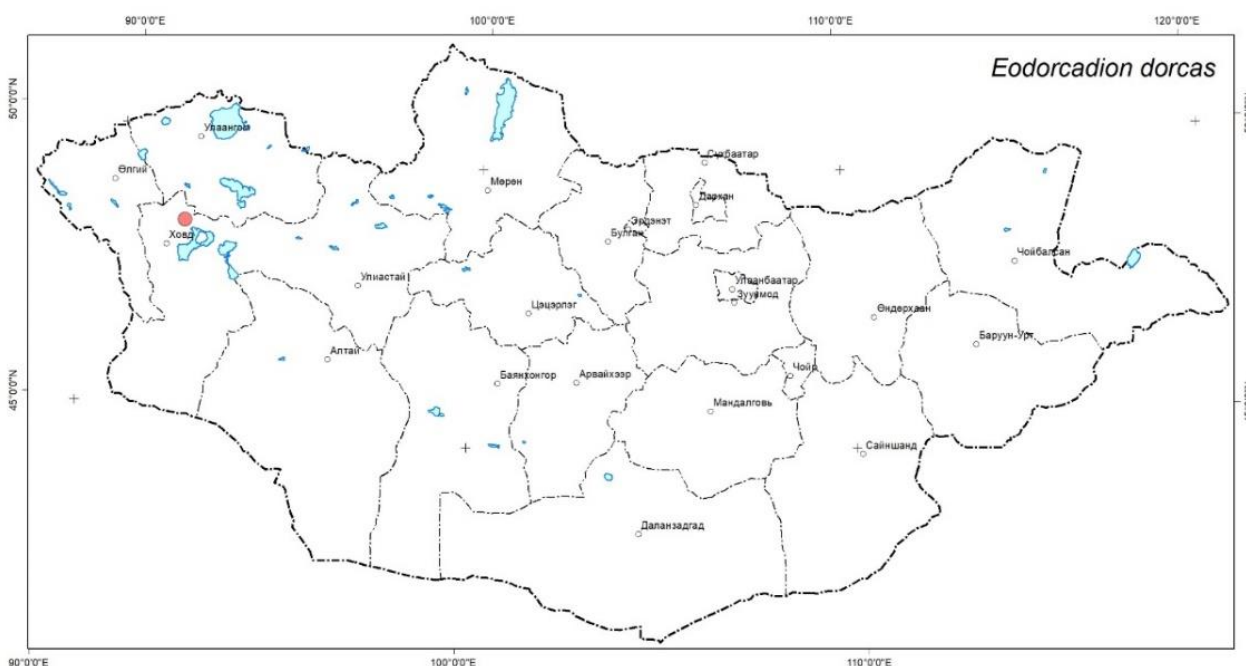 90°0'0"E 100°0'0"E 110°0'0"E 120°0'0"E
Eodorcadion dorcas
50°0'0"N
Улаангом
Өлгий
Сүхбаатар
Мөрөн
Дархан
Ховд
Эрдэнэт
Булган
Чойбалсан
Улиастай
Улаанбаатар
Зуунмод
Цэцэрлэг
Өндөрхаан
Баруун-Урт
Алтай
Баянхонгор
Арвайхээр
Чойр
45°0'0"N
Мандалговь
Сайншанд
Даланзадгад
90°0'0"E 100°0'0"E 110°0'0"E